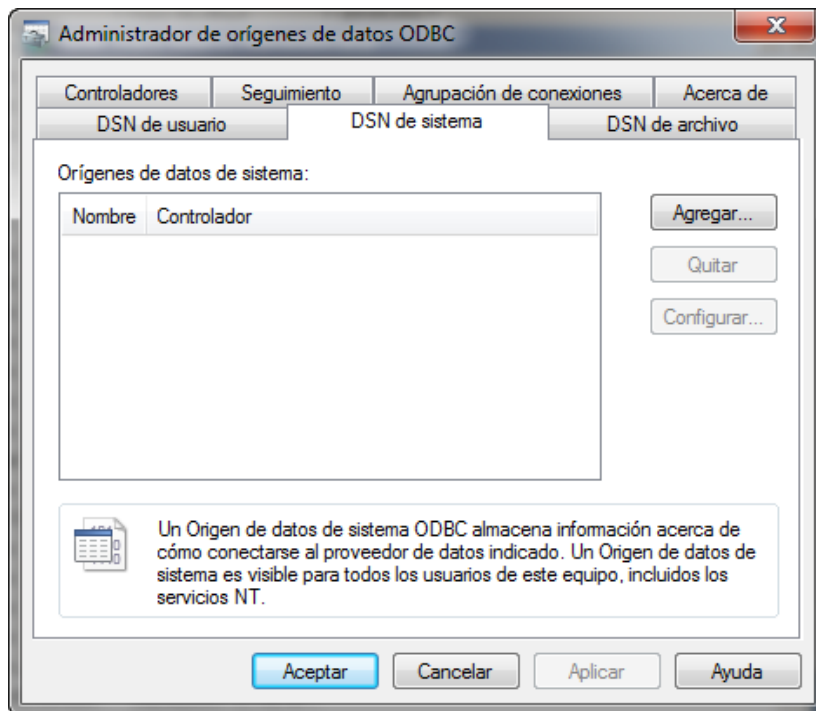 Administrador de orígenes de datos ODBC
Controladores Seguimiento Agrupación de conexiones Acerca de
DSN de usuario DSN de sistema DSN de archivo
Orígenes de datos de sistema:
Nombre Controlador
Agregar...
Quitar
Configurar...
Un Origen de datos de sistema ODBC almacena información acerca de
cómo conectarse al proveedor de datos indicado. Un Origen de datos de
sistema es visible para todos los usuarios de este equipo, incluidos los
servicios NT.
Aceptar Cancelar Aplicar Ayuda